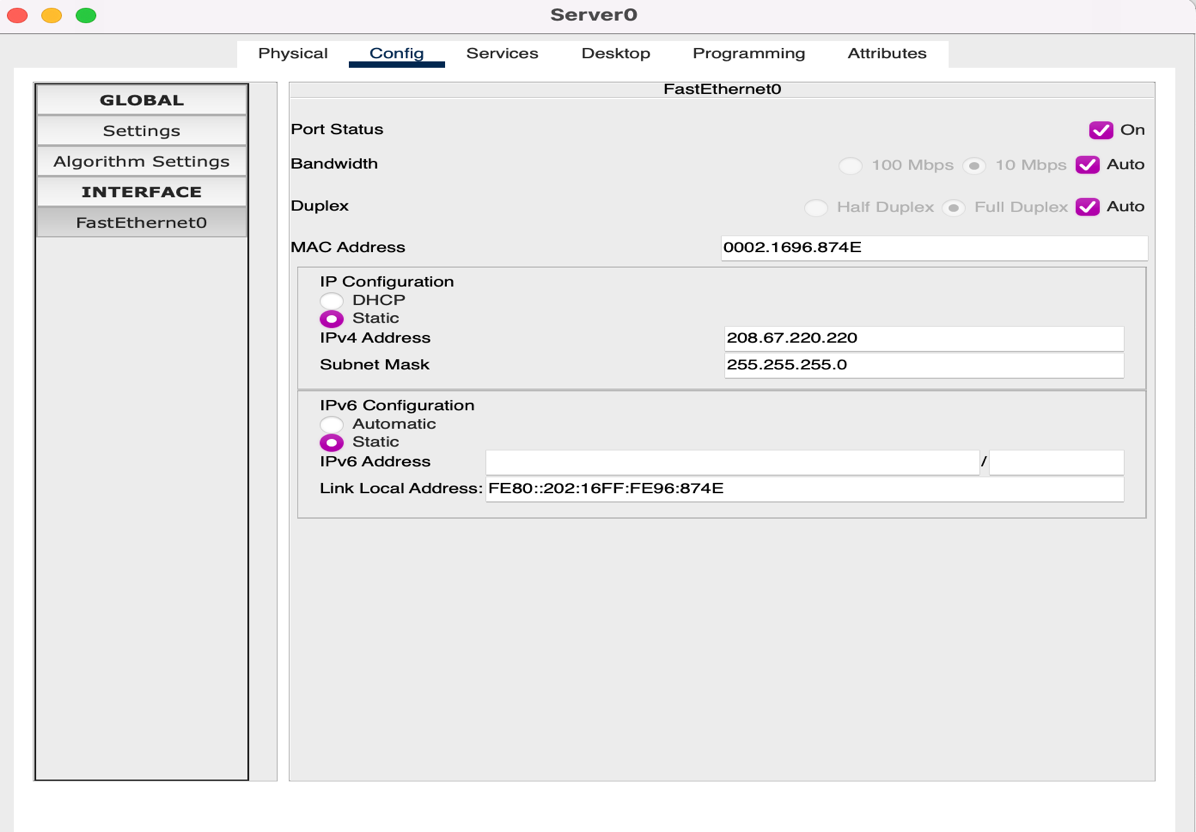 Server0
Physical Config Services Desktop Programming Attributes
GLOBAL
Settings
Algorithm Settings
INTERFACE
FastEthernet0
FastEthernet0
Port Status On
Bandwidth 100 Mbps 10 Mbps Auto
Duplex Half Duplex Full Duplex Auto
MAC Address 0002.1696.874E
IP Configuration
DHCP
Static
IPv4 Address 208.67.220.220
Subnet Mask 255.255.255.0
IPv6 Configuration
Automatic
Static
IPv6 Address /
Link Local Address: FE80::202:16FF:FE96:874E